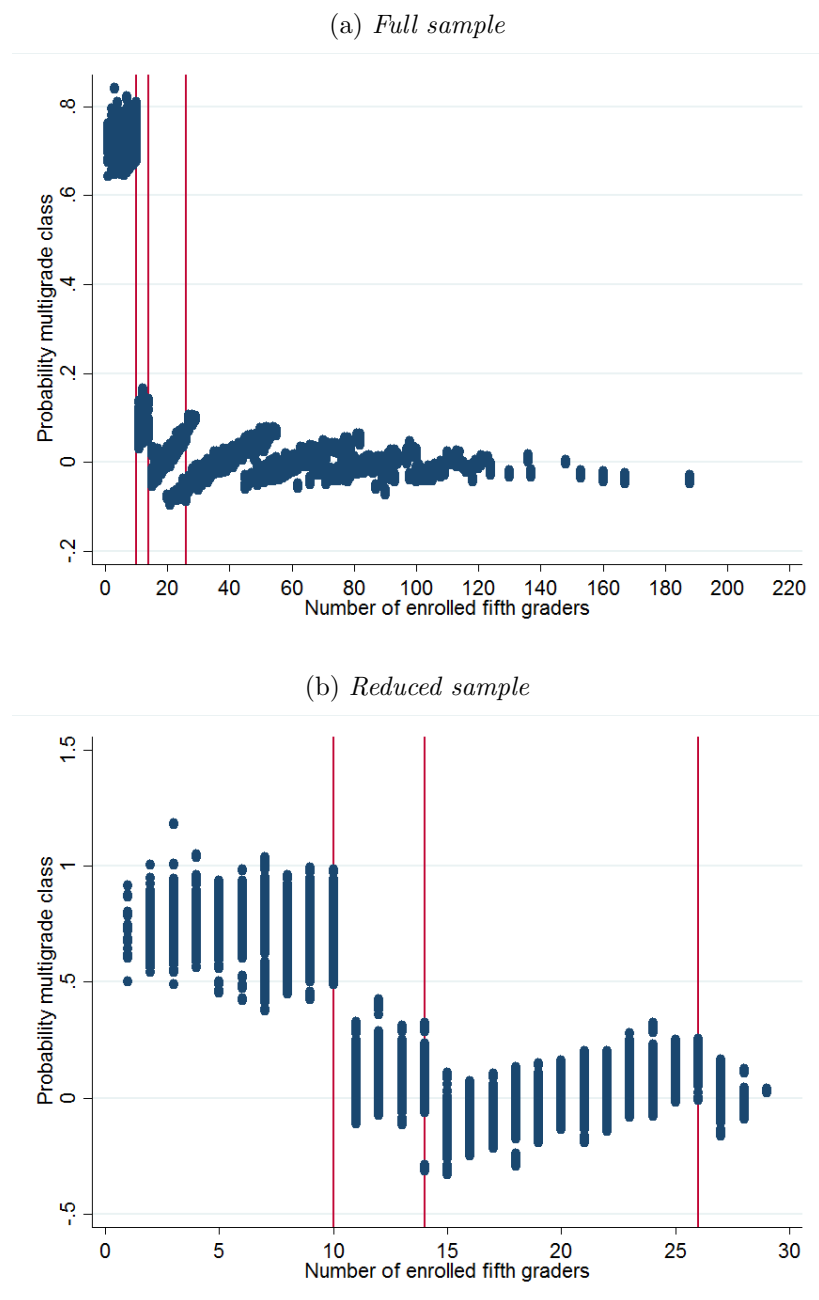 (a) Full sample
Probability multigrade class
.8
.6
.4
.2
0
-.2
0 20 40 60 80 100 120 140 160 180 200 220
Number of enrolled fifth graders
(b) Reduced sample
Probability multigrade class
1.5
1
.5
0
-.5
0 5 10 15 20 25 30
Number of enrolled fifth graders